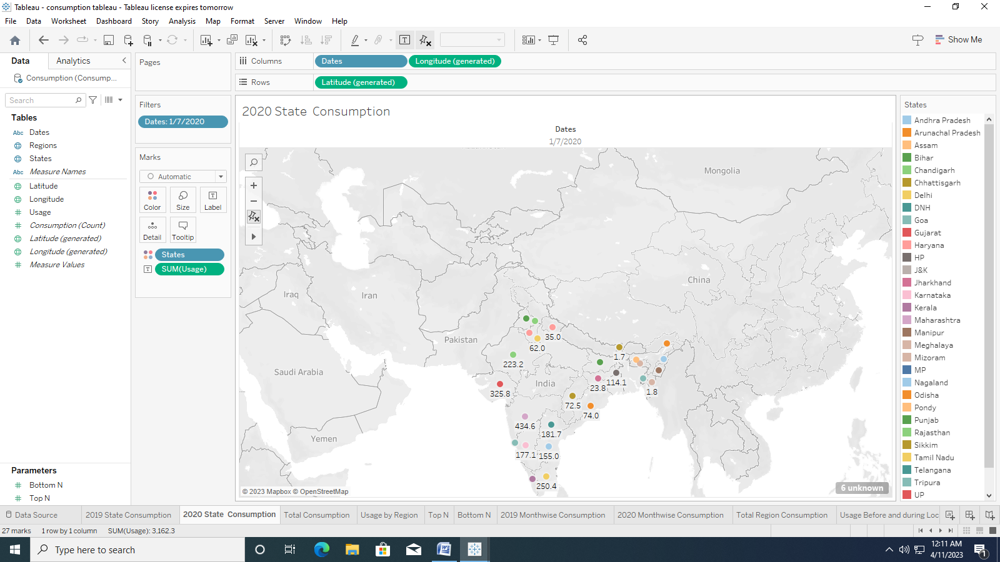 Tableau - consumption tableau - Tableau license expires tomorrow
File Data Worksheet Dashboard Story Analysis Map Format Server Window Help
Show Me
Data Analytics
Consumption (Consump...
Search
Tables
Abc Dates
Regions
States
Abc Measure Names
Latitude
Longitude
Usage
Consumption (Count)
Latitude (generated)
Longitude (generated)
Measure Values
Parameters
Bottom N
Top N
Pages
Filters
Dates: 1/7/2020
Marks
Automatic
Color Size Label
Detail Tooltip
States
SUM(Usage)
Columns Dates Longitude (generated)
Rows Latitude (generated)
2020 State Consumption
Dates
1/7/2020
Mongolia
China
Iraq
Iran
Pakistan
Saudi Arabia
India
Yemen
35.0
62.0
1.7
223.2
114.1
23.8
325.8
1.8
72.5
74.0
434.6
181.7
177.1
155.0
250.4
© 2023 Mapbox © OpenStreetMap
6 unknown
States
Andhra Pradesh
Arunachal Pradesh
Assam
Bihar
Chandigarh
Chhattisgarh
Delhi
DNH
Goa
Gujarat
Haryana
HP
J&K
Jharkhand
Karnataka
Kerala
Maharashtra
Manipur
Meghalaya
Mizoram
MP
Nagaland
Odisha
Pondy
Punjab
Rajasthan
Sikkim
Tamil Nadu
Telangana
Tripura
UP
Data Source 2019 State Consumption 2020 State Consumption Total Consumption Usage by Region Top N Bottom N 2019 Monthwise Consumption 2020 Monthwise Consumption Total Region Consumption Usage Before and during Loc
27 marks 1 row by 1 column SUM(Usage): 3,162.3
Type here to search
12:11 AM
4/11/2023
1